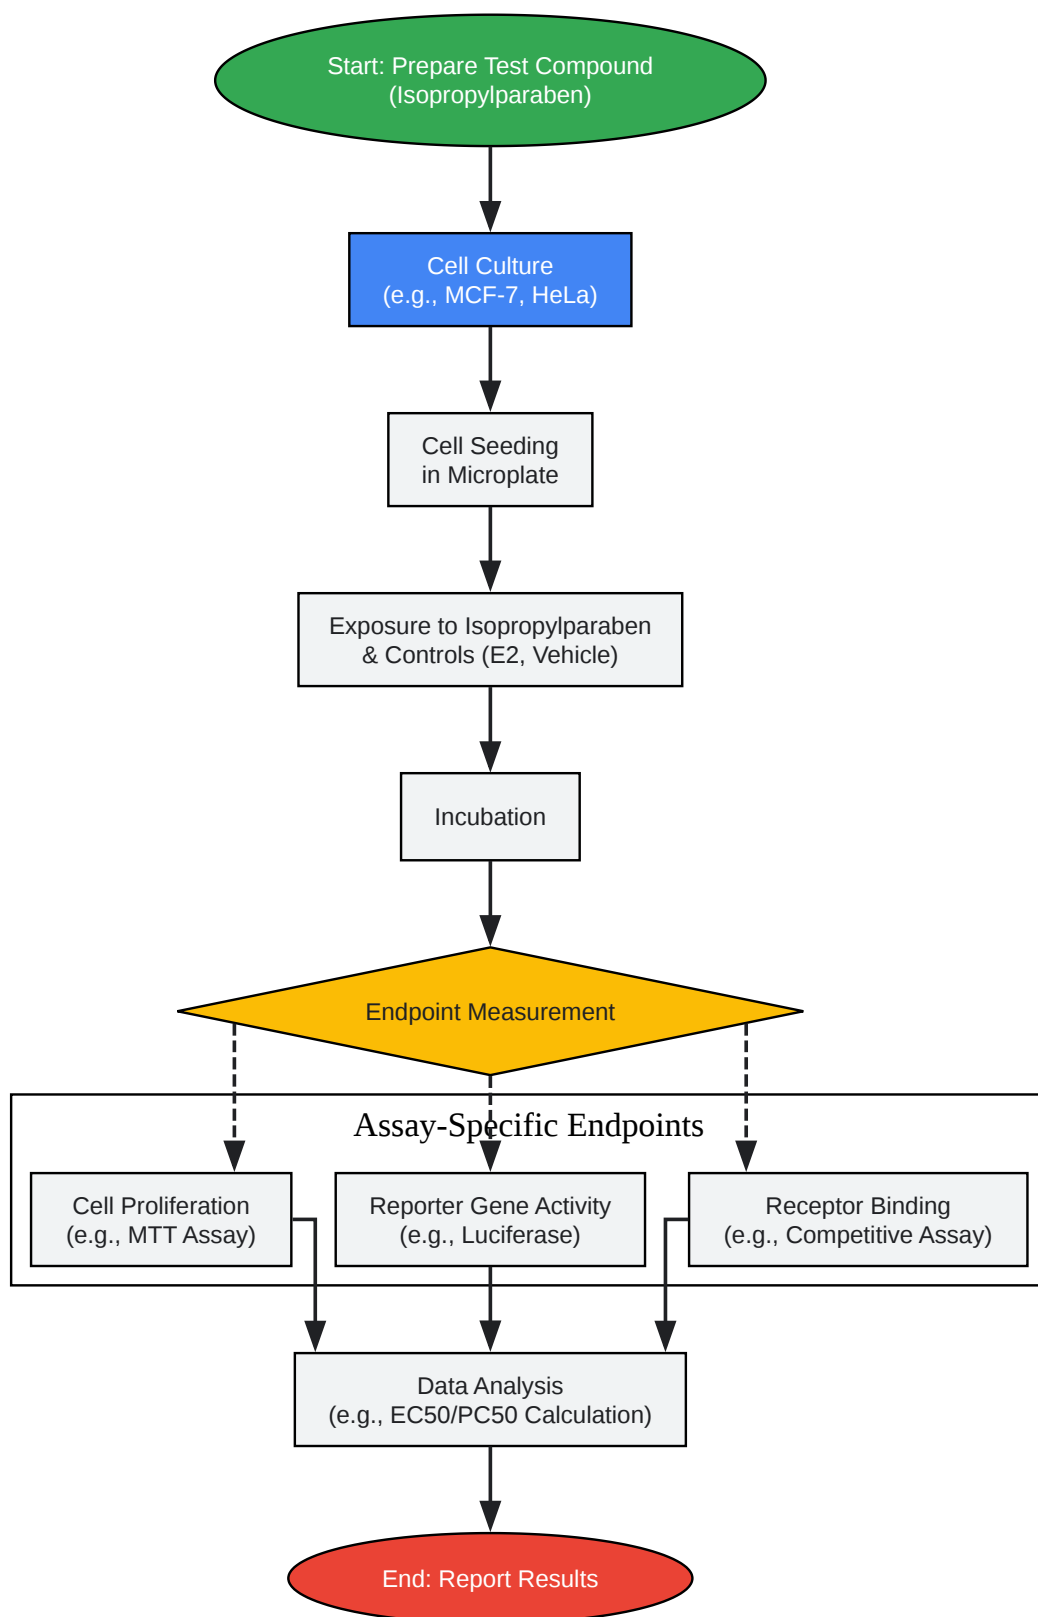 Start: Prepare Test Compound
(Isopropylparaben)
Cell Culture
(e.g., MCF-7, HeLa)
Cell Seeding
in Microplate
Exposure to Isopropylparaben
& Controls (E2, Vehicle)
Incubation
Endpoint Measurement
Assay-Specific Endpoints
Cell Proliferation
(e.g., MTT Assay)
Reporter Gene Activity
(e.g., Luciferase)
Receptor Binding
(e.g., Competitive Assay)
Data Analysis
(e.g., EC50/PC50 Calculation)
End: Report Results